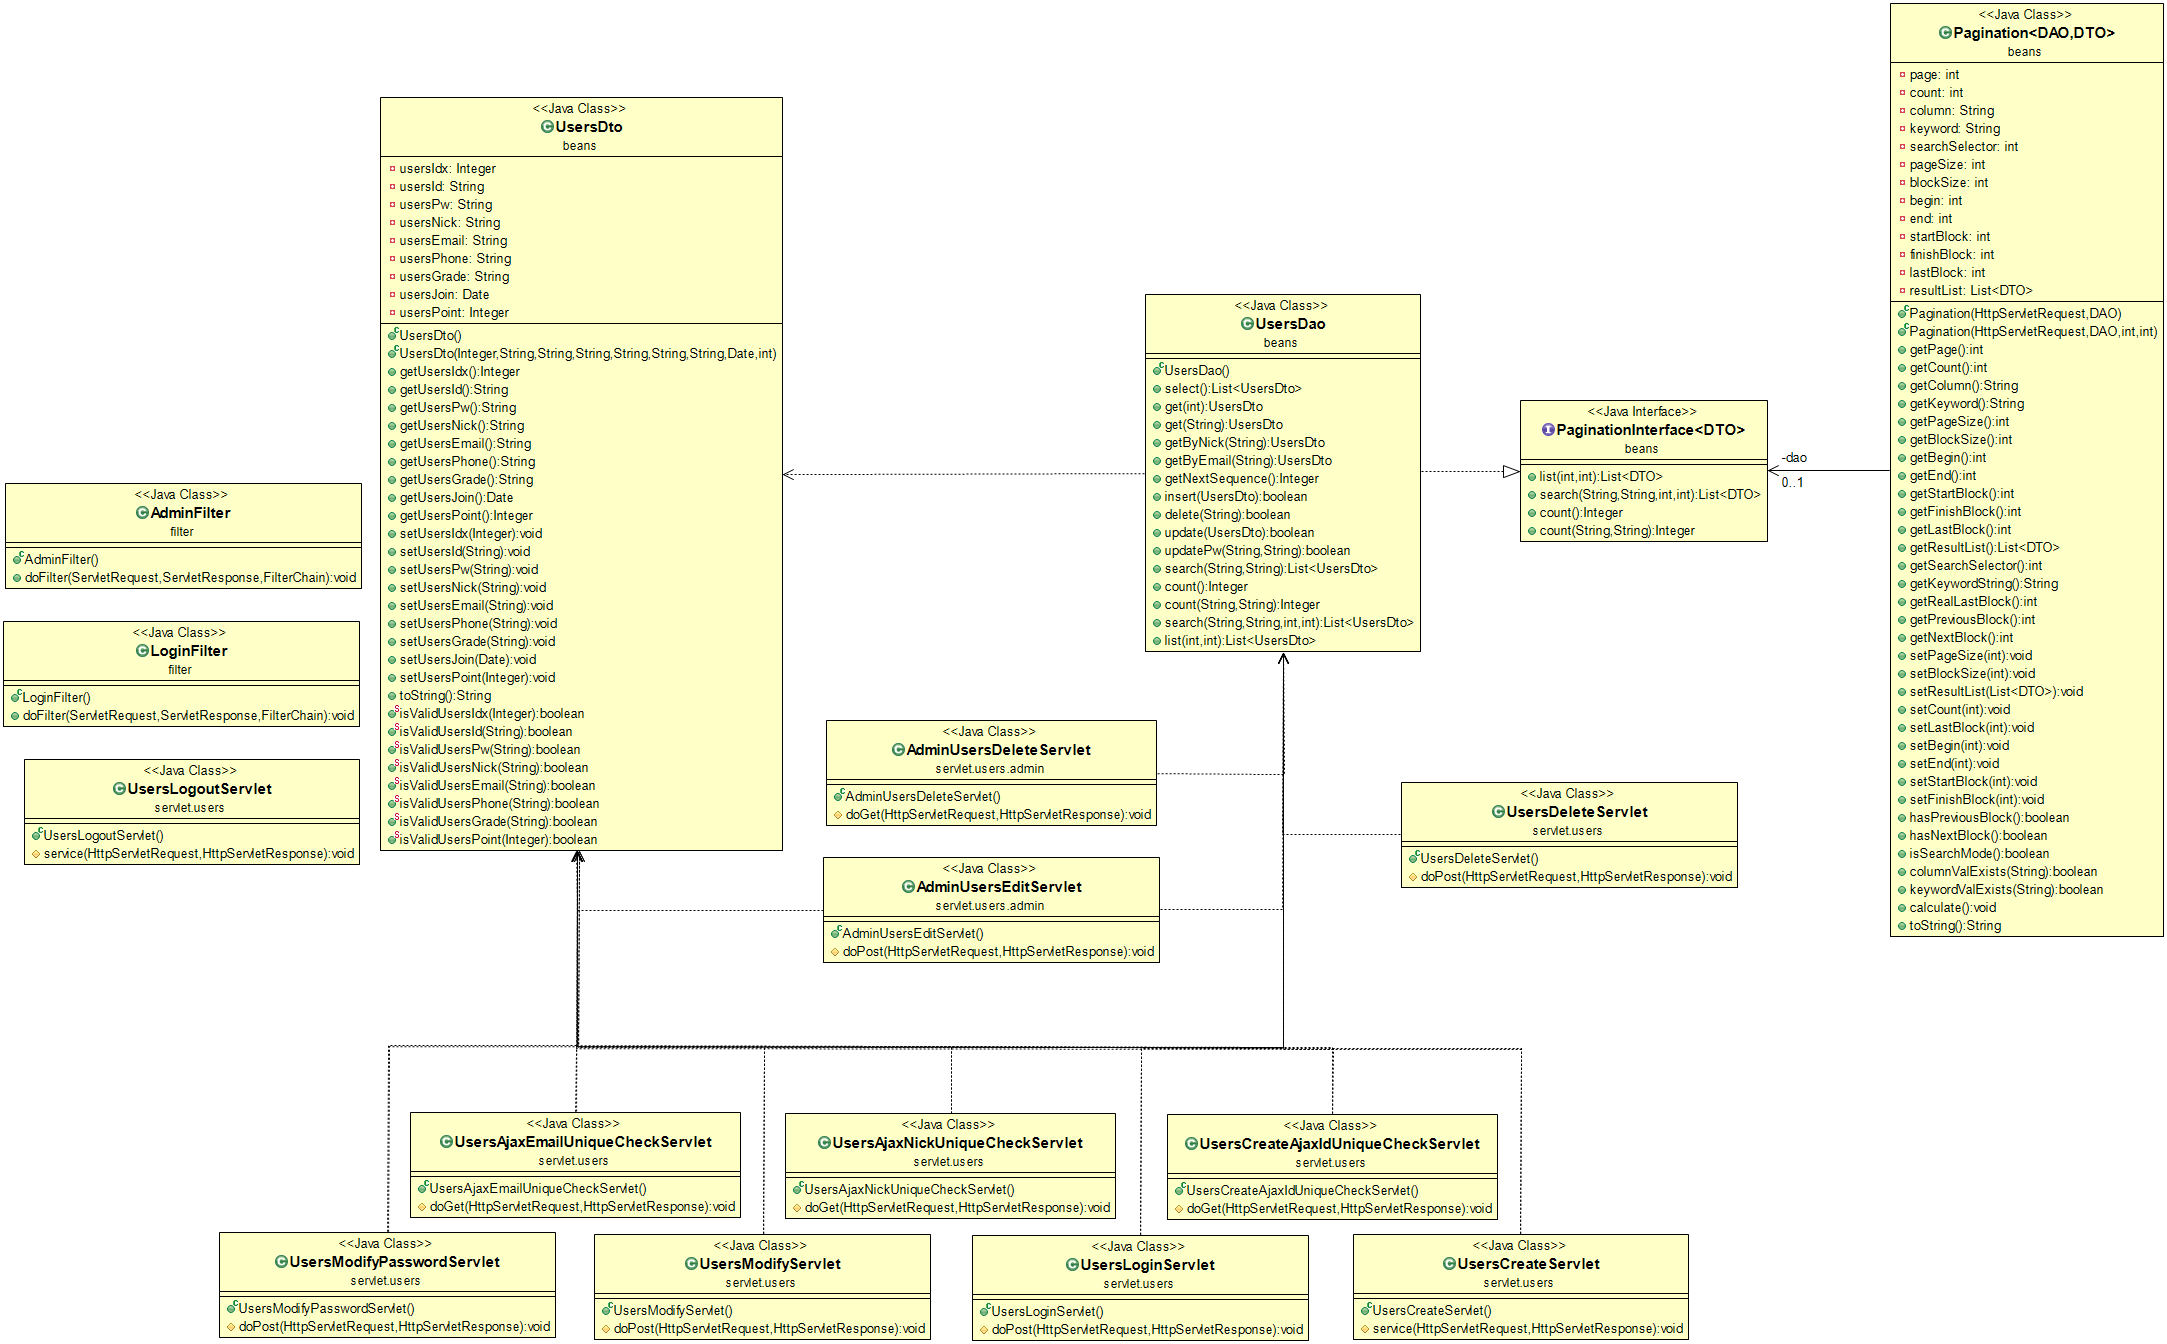 <<Java Class>>
Pagination<DAO,DTO>
beans
page: int
count: int
column: String
keyword: String
searchSelector: int
pageSize: int
blockSize: int
begin: int
end: int
startBlock: int
finishBlock: int
lastBlock: int
resultList: List<DTO>
Pagination(HttpServletRequest,DAO)
Pagination(HttpServletRequest,DAO,int,int)
getPage():int
getCount():int
getColumn():String
getKeyword():String
getPageSize():int
getBlockSize():int
getBegin():int
getEnd():int
getStartBlock():int
getFinishBlock():int
getLastBlock():int
getResultList():List<DTO>
getSearchSelector():int
getKeywordString():String
getRealLastBlock():int
getPreviousBlock():int
getNextBlock():int
setPageSize(int):void
setBlockSize(int):void
setResultList(List<DTO>):void
setCount(int):void
setLastBlock(int):void
setBegin(int):void
setEnd(int):void
setStartBlock(int):void
setFinishBlock(int):void
hasPreviousBlock():boolean
hasNextBlock():boolean
isSearchMode():boolean
columnValExists(String):boolean
keywordValExists(String):boolean
calculate():void
toString():String
<<Java Class>>
UsersDto
beans
usersIdx: Integer
usersId: String
usersPw: String
usersNick: String
usersEmail: String
usersPhone: String
usersGrade: String
usersJoin: Date
usersPoint: Integer
UsersDto()
UsersDto(Integer,String,String,String,String,String,String,Date,int)
getUsersIdx():Integer
getUsersId():String
getUsersPw():String
getUsersNick():String
getUsersEmail():String
getUsersPhone():String
getUsersGrade():String
getUsersJoin():Date
getUsersPoint():Integer
setUsersIdx(Integer):void
setUsersId(String):void
setUsersPw(String):void
setUsersNick(String):void
setUsersEmail(String):void
setUsersPhone(String):void
setUsersGrade(String):void
setUsersJoin(Date):void
setUsersPoint(Integer):void
toString():String
isValidUsersIdx(Integer):boolean
isValidUsersId(String):boolean
isValidUsersPw(String):boolean
isValidUsersNick(String):boolean
isValidUsersEmail(String):boolean
isValidUsersPhone(String):boolean
isValidUsersGrade(String):boolean
isValidUsersPoint(Integer):boolean
<<Java Class>>
UsersDao
beans
UsersDao()
select():List<UsersDto>
get(int):UsersDto
get(String):UsersDto
getByNick(String):UsersDto
getByEmail(String):UsersDto
getNextSequence():Integer
insert(UsersDto):boolean
delete(String):boolean
update(UsersDto):boolean
updatePw(String,String):boolean
search(String,String):List<UsersDto>
count():Integer
count(String,String):Integer
search(String,String,int,int):List<UsersDto>
list(int,int):List<UsersDto>
<<Java Interface>>
PaginationInterface<DTO>
beans
list(int,int):List<DTO>
search(String,String,int,int):List<DTO>
count():Integer
count(String,String):Integer
-dao
0..1
<<Java Class>>
AdminFilter
filter
AdminFilter()
doFilter(ServletRequest,ServletResponse,FilterChain):void
<<Java Class>>
LoginFilter
filter
LoginFilter()
doFilter(ServletRequest,ServletResponse,FilterChain):void
<<Java Class>>
UsersLogoutServlet
servlet.users
UsersLogoutServlet()
service(HttpServletRequest,HttpServletResponse):void
<<Java Class>>
AdminUsersDeleteServlet
servlet.users.admin
AdminUsersDeleteServlet()
doGet(HttpServletRequest,HttpServletResponse):void
<<Java Class>>
UsersDeleteServlet
servlet.users
UsersDeleteServlet()
doPost(HttpServletRequest,HttpServletResponse):void
<<Java Class>>
AdminUsersEditServlet
servlet.users.admin
AdminUsersEditServlet()
doPost(HttpServletRequest,HttpServletResponse):void
<<Java Class>>
UsersAjaxEmailUniqueCheckServlet
servlet.users
UsersAjaxEmailUniqueCheckServlet()
doGet(HttpServletRequest,HttpServletResponse):void
<<Java Class>>
UsersAjaxNickUniqueCheckServlet
servlet.users
UsersAjaxNickUniqueCheckServlet()
doGet(HttpServletRequest,HttpServletResponse):void
<<Java Class>>
UsersCreateAjaxIdUniqueCheckServlet
servlet.users
UsersCreateAjaxIdUniqueCheckServlet()
doGet(HttpServletRequest,HttpServletResponse):void
<<Java Class>>
UsersModifyPasswordServlet
servlet.users
UsersModifyPasswordServlet()
doPost(HttpServletRequest,HttpServletResponse):void
<<Java Class>>
UsersModifyServlet
servlet.users
UsersModifyServlet()
doPost(HttpServletRequest,HttpServletResponse):void
<<Java Class>>
UsersLoginServlet
servlet.users
UsersLoginServlet()
doPost(HttpServletRequest,HttpServletResponse):void
<<Java Class>>
UsersCreateServlet
servlet.users
UsersCreateServlet()
service(HttpServletRequest,HttpServletResponse):void